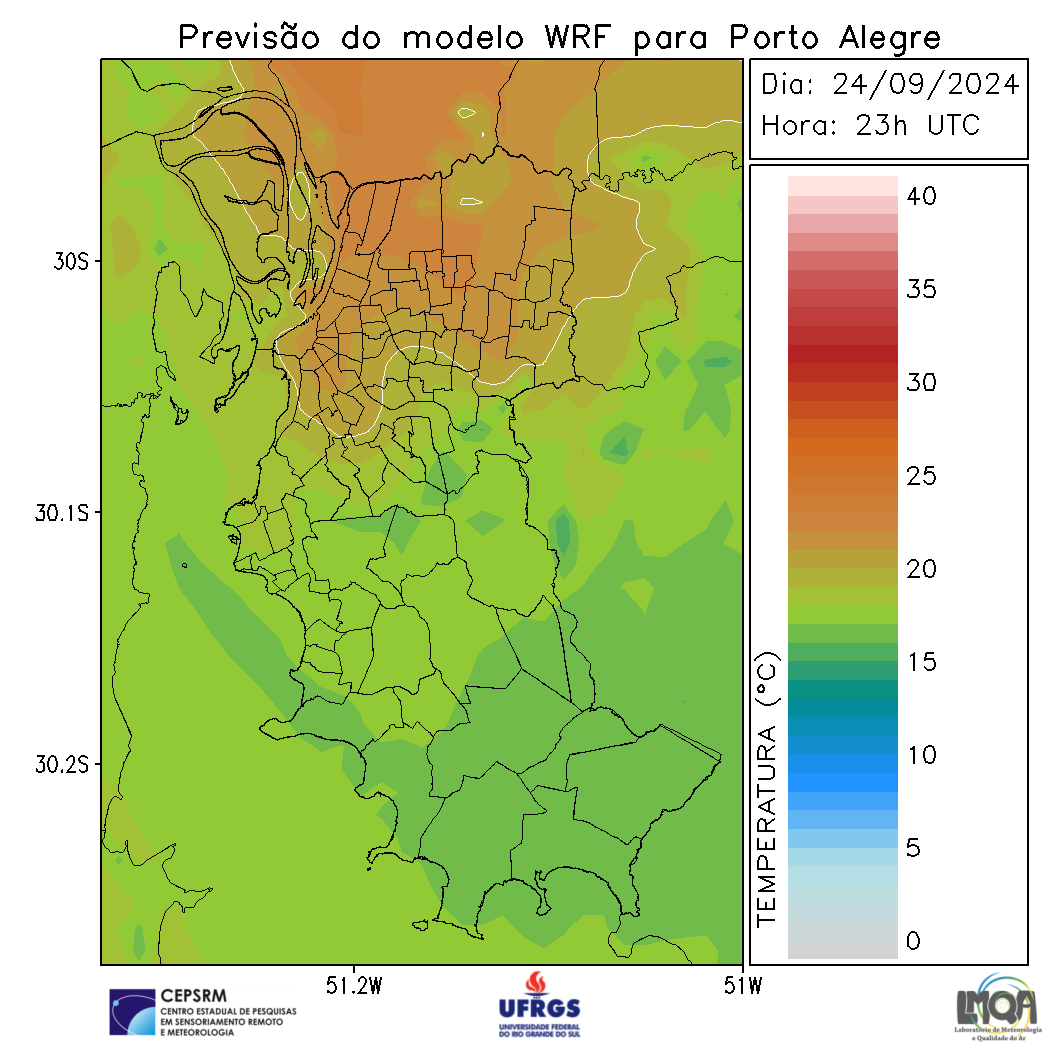 Previsão do modelo WRF para Porto Alegre
Dia: 24/09/2024
Hora: 23h UTC
40
35
30
25
20
15
10
5
0
TEMPERATURA (°C)
30S
30.1S
30.2S
51.2W
51W
CEPSRM
CENTRO ESTADUAL DE PESQUISAS
EM SENSORIAMENTO REMOTO
E METEOROLOGIA
UFRGS
UNIVERSIDADE FEDERAL
DO RIO GRANDE DO SUL
LMQA
Laboratório de Meteorologia
e Qualidade do Ar